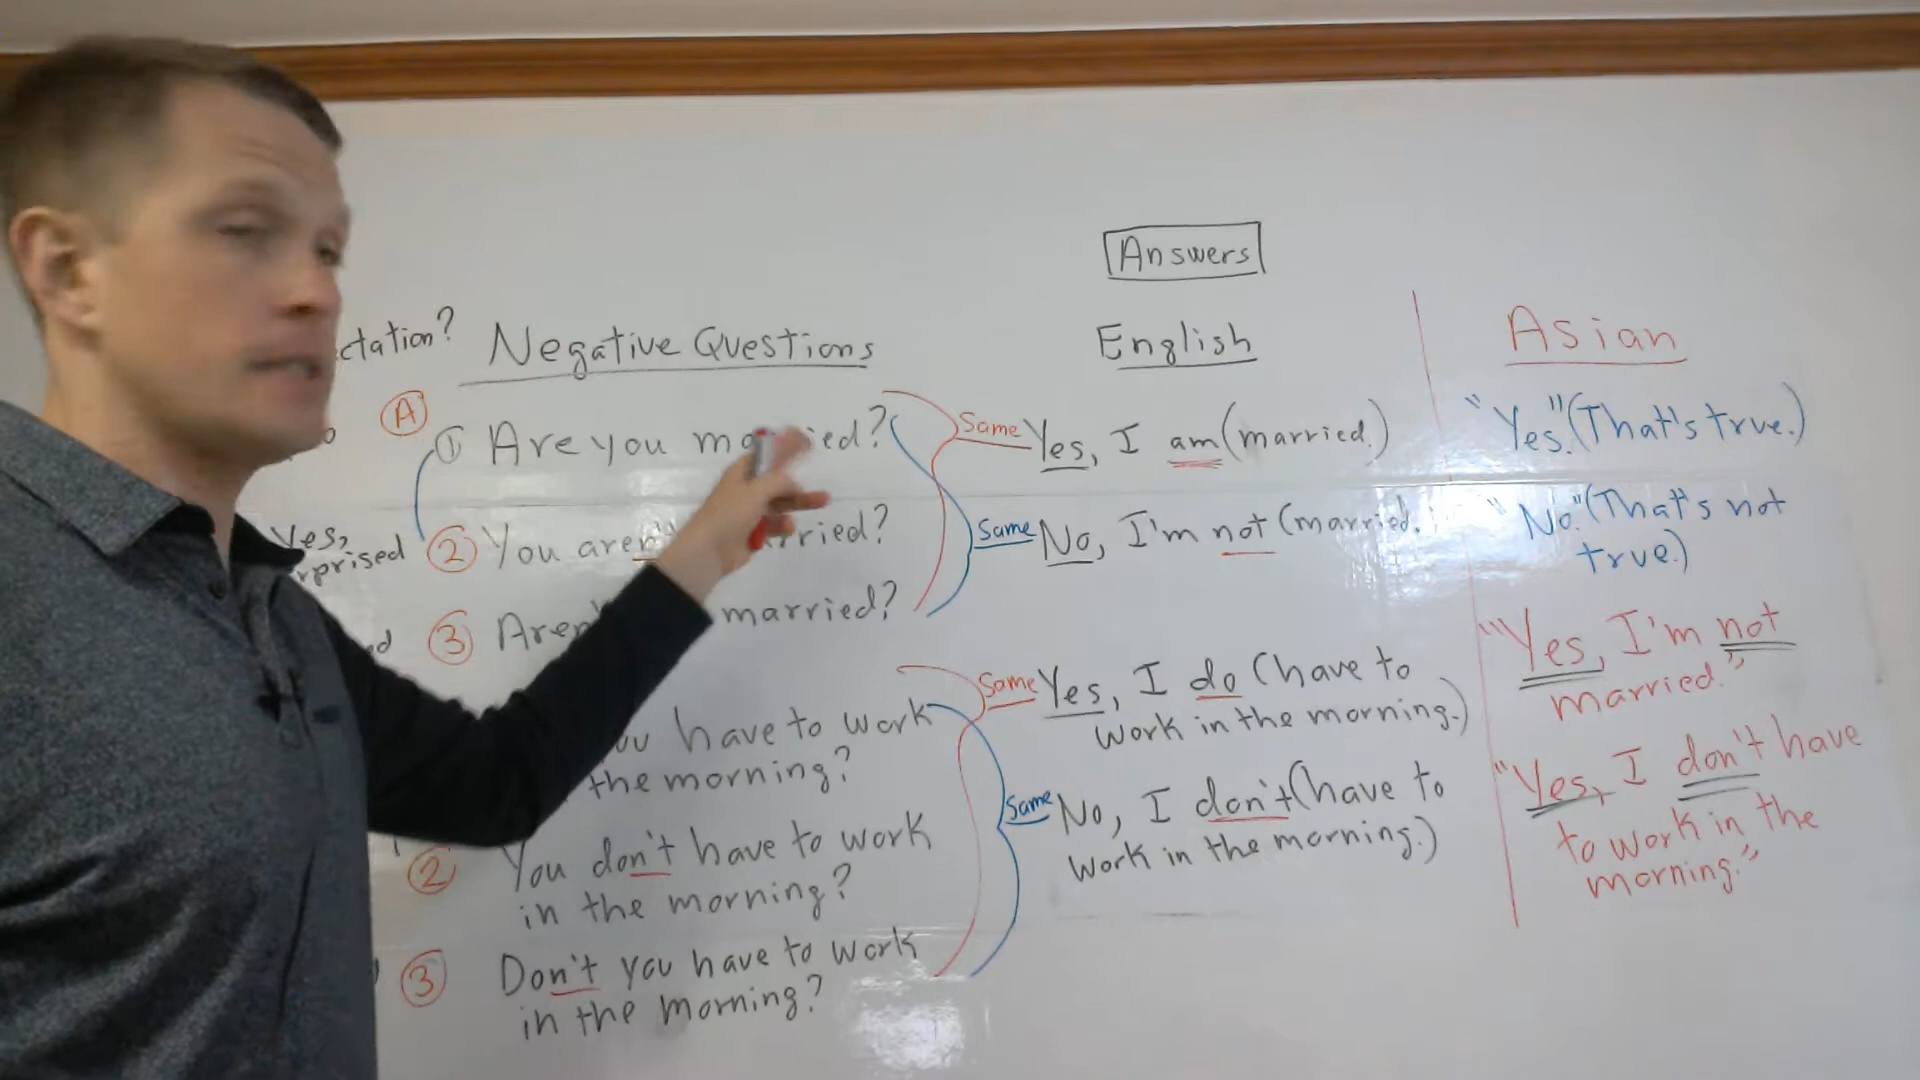 Answers
ctation? Negative Questions English Asian
A
① Are you ma ied? Same Yes, I am (married.) "Yes." (That's true.)
Yes,
rprised ② You aren't rried? Same No, I'm not (married. "No." (That's not
true.)
③ Aren' married?
"Yes, I'm not
married."
have to work
the morning? Same Yes, I do (have to
work in the morning.)
"Yes, I don't have
to work in the
morning."
② You don't have to work
in the morning? Same No, I don't (have to
work in the morning.)
③ Don't you have to work
in the morning?